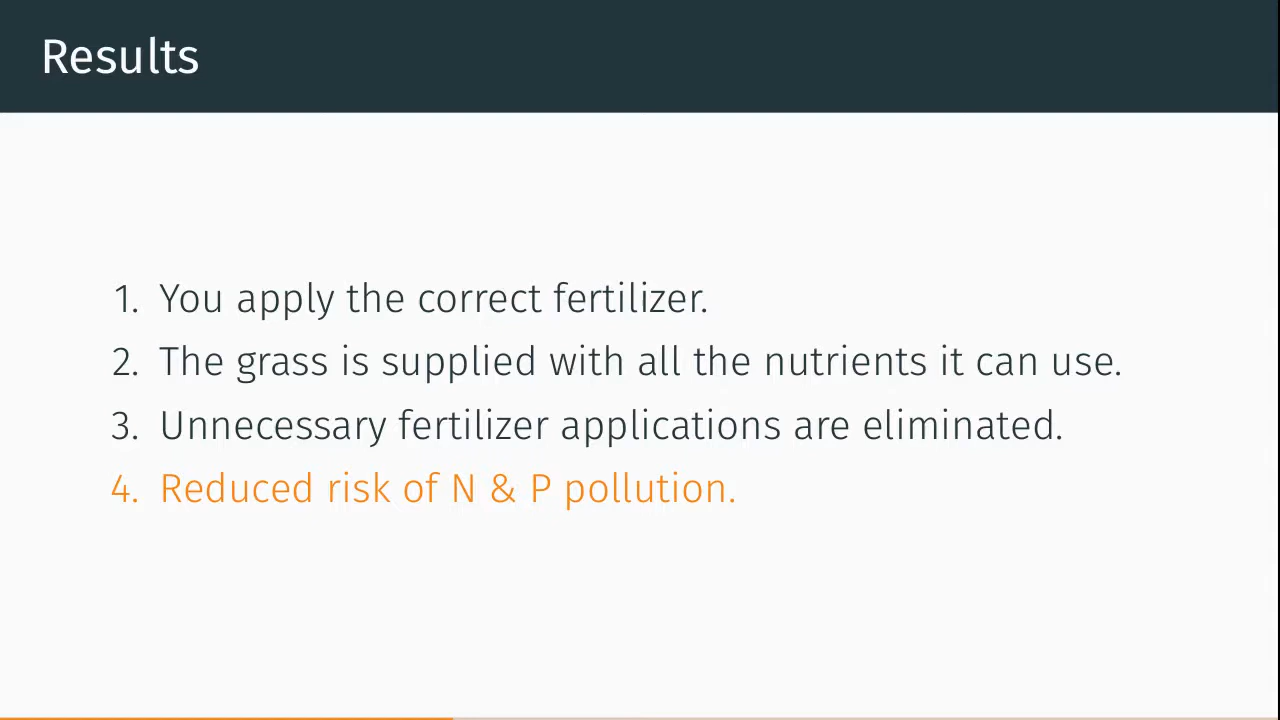 Results
1. You apply the correct fertilizer.
2. The grass is supplied with all the nutrients it can use.
3. Unnecessary fertilizer applications are eliminated.
4. Reduced risk of N & P pollution.